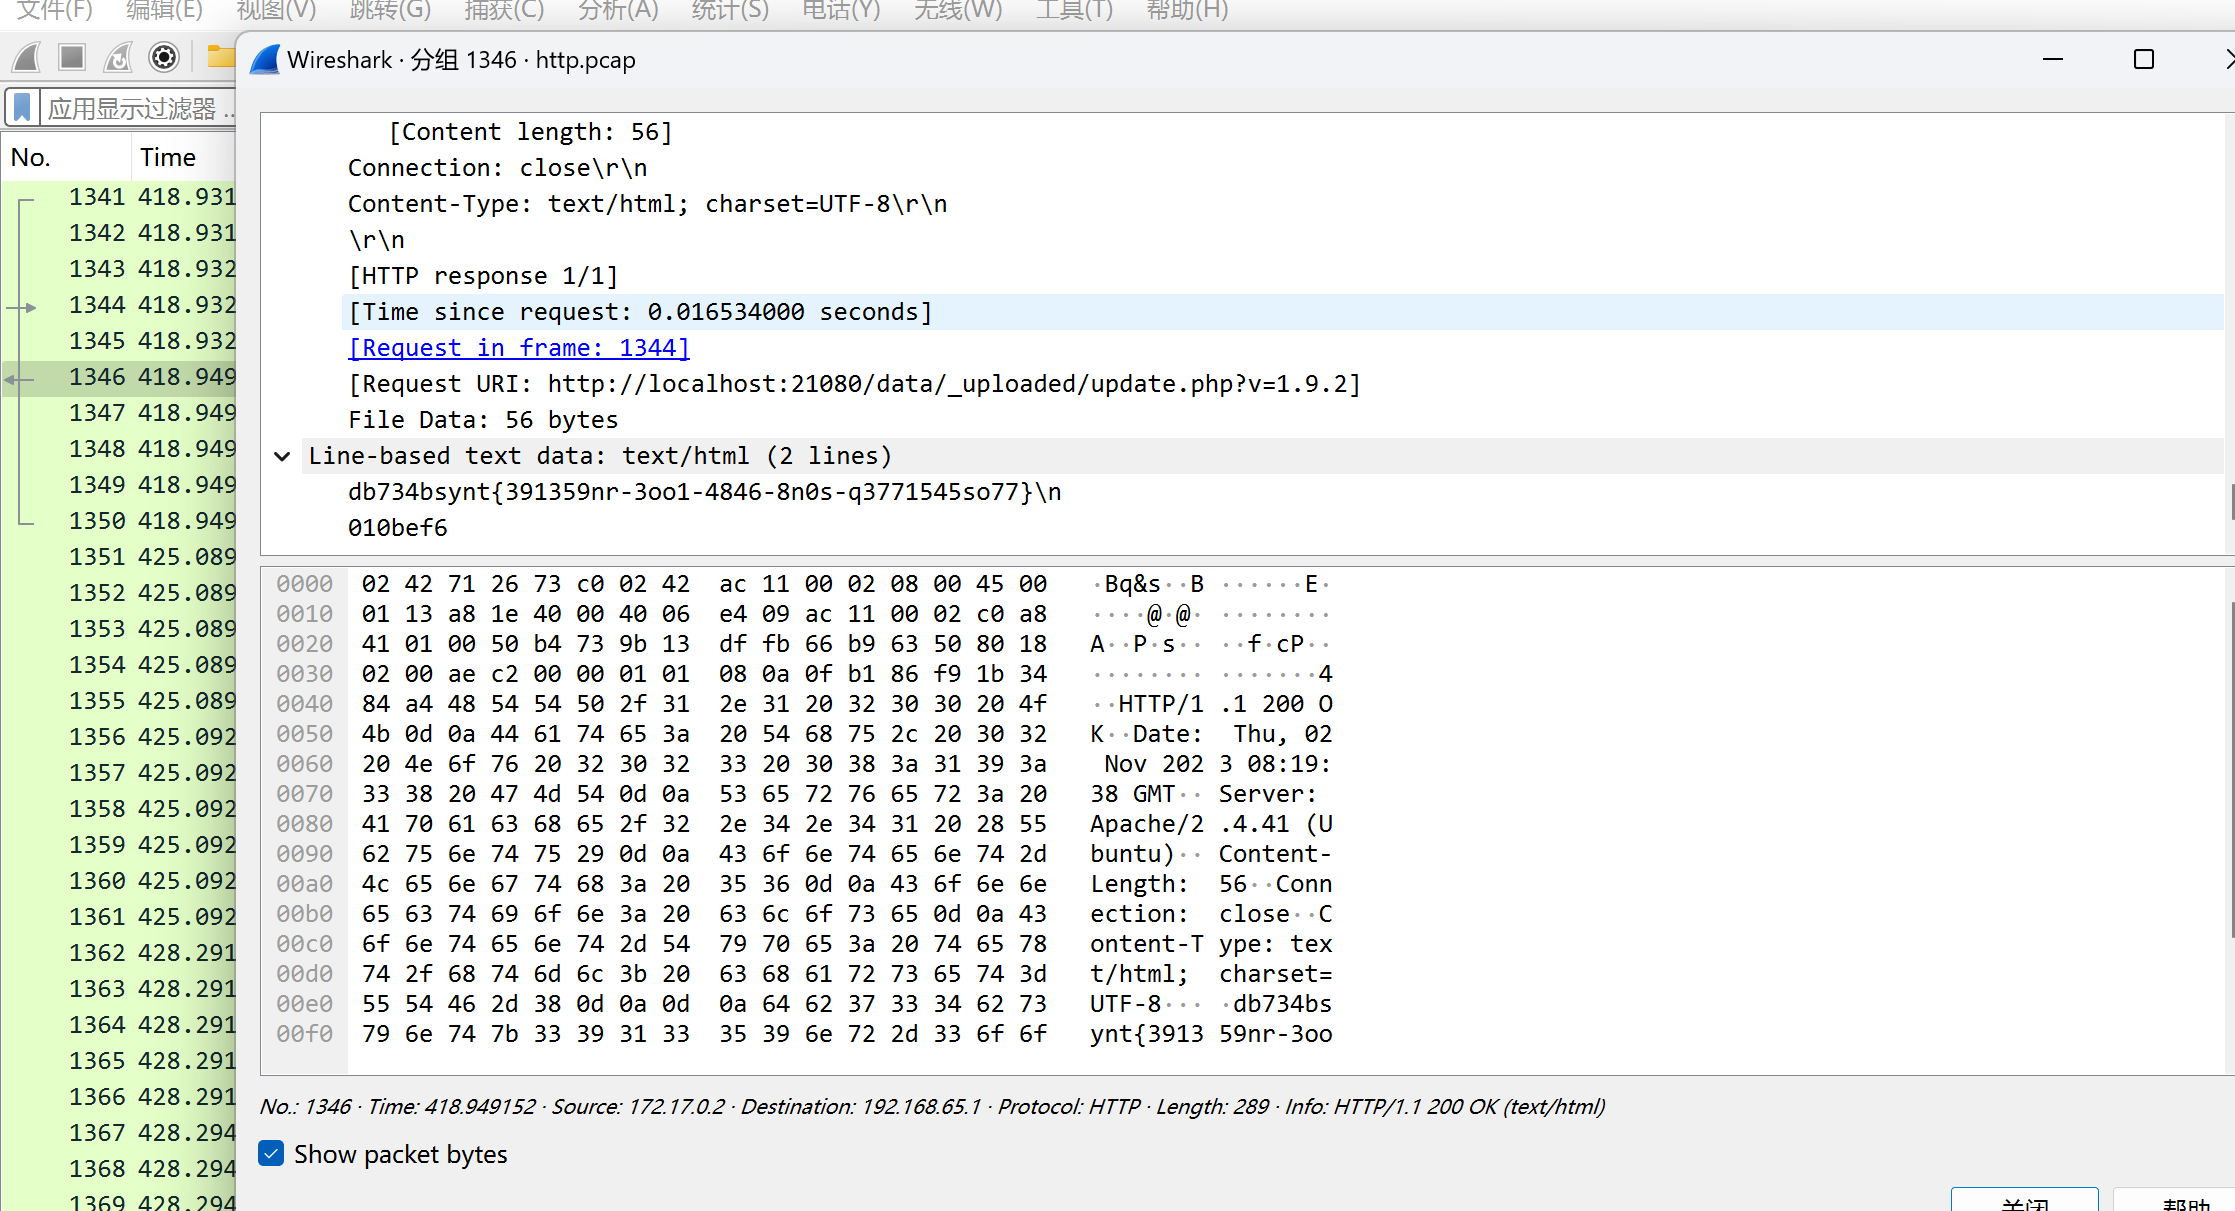 文件(F) 编辑(E) 视图(V) 跳转(G) 捕获(C) 分析(A) 统计(S) 电话(Y) 无线(W) 工具(T) 帮助(H)
Wireshark · 分组 1346 · http.pcap
应用显示过滤器 …
No. Time
1341 418.931
1342 418.931
1343 418.932
1344 418.932
1345 418.932
1346 418.949
1347 418.949
1348 418.949
1349 418.949
1350 418.949
1351 425.089
1352 425.089
1353 425.089
1354 425.089
1355 425.089
1356 425.092
1357 425.092
1358 425.092
1359 425.092
1360 425.092
1361 425.092
1362 428.291
1363 428.291
1364 428.291
1365 428.291
1366 428.291
1367 428.294
1368 428.294
1369 428.294
[Content length: 56]
Connection: close\r\n
Content-Type: text/html; charset=UTF-8\r\n
\r\n
[HTTP response 1/1]
[Time since request: 0.016534000 seconds]
[Request in frame: 1344]
[Request URI: http://localhost:21080/data/_uploaded/update.php?v=1.9.2]
File Data: 56 bytes
Line-based text data: text/html (2 lines)
db734bsynt{391359nr-3oo1-4846-8n0s-q3771545so77}\n
010bef6
0000 02 42 71 26 73 c0 02 42 ac 11 00 02 08 00 45 00 ·Bq&s··B ······E·
0010 01 13 a8 1e 40 00 40 06 e4 09 ac 11 00 02 c0 a8 ····@·@· ········
0020 41 01 00 50 b4 73 9b 13 df fb 66 b9 63 50 80 18 A··P·s·· ··f·cP··
0030 02 00 ae c2 00 00 01 01 08 0a 0f b1 86 f9 1b 34 ········ ·······4
0040 84 a4 48 54 54 50 2f 31 2e 31 20 32 30 30 20 4f ··HTTP/1 .1 200 O
0050 4b 0d 0a 44 61 74 65 3a 20 54 68 75 2c 20 30 32 K··Date: Thu, 02
0060 20 4e 6f 76 20 32 30 32 33 20 30 38 3a 31 39 3a Nov 202 3 08:19:
0070 33 38 20 47 4d 54 0d 0a 53 65 72 76 65 72 3a 20 38 GMT·· Server:
0080 41 70 61 63 68 65 2f 32 2e 34 2e 34 31 20 28 55 Apache/2 .4.41 (U
0090 62 75 6e 74 75 29 0d 0a 43 6f 6e 74 65 6e 74 2d buntu)·· Content-
00a0 4c 65 6e 67 74 68 3a 20 35 36 0d 0a 43 6f 6e 6e Length: 56··Conn
00b0 65 63 74 69 6f 6e 3a 20 63 6c 6f 73 65 0d 0a 43 ection: close··C
00c0 6f 6e 74 65 6e 74 2d 54 79 70 65 3a 20 74 65 78 ontent-T ype: tex
00d0 74 2f 68 74 6d 6c 3b 20 63 68 61 72 73 65 74 3d t/html; charset=
00e0 55 54 46 2d 38 0d 0a 0d 0a 64 62 37 33 34 62 73 UTF-8··· ·db734bs
00f0 79 6e 74 7b 33 39 31 33 35 39 6e 72 2d 33 6f 6f ynt{3913 59nr-3oo
No.: 1346 · Time: 418.949152 · Source: 172.17.0.2 · Destination: 192.168.65.1 · Protocol: HTTP · Length: 289 · Info: HTTP/1.1 200 OK (text/html)
Show packet bytes
关闭 帮助